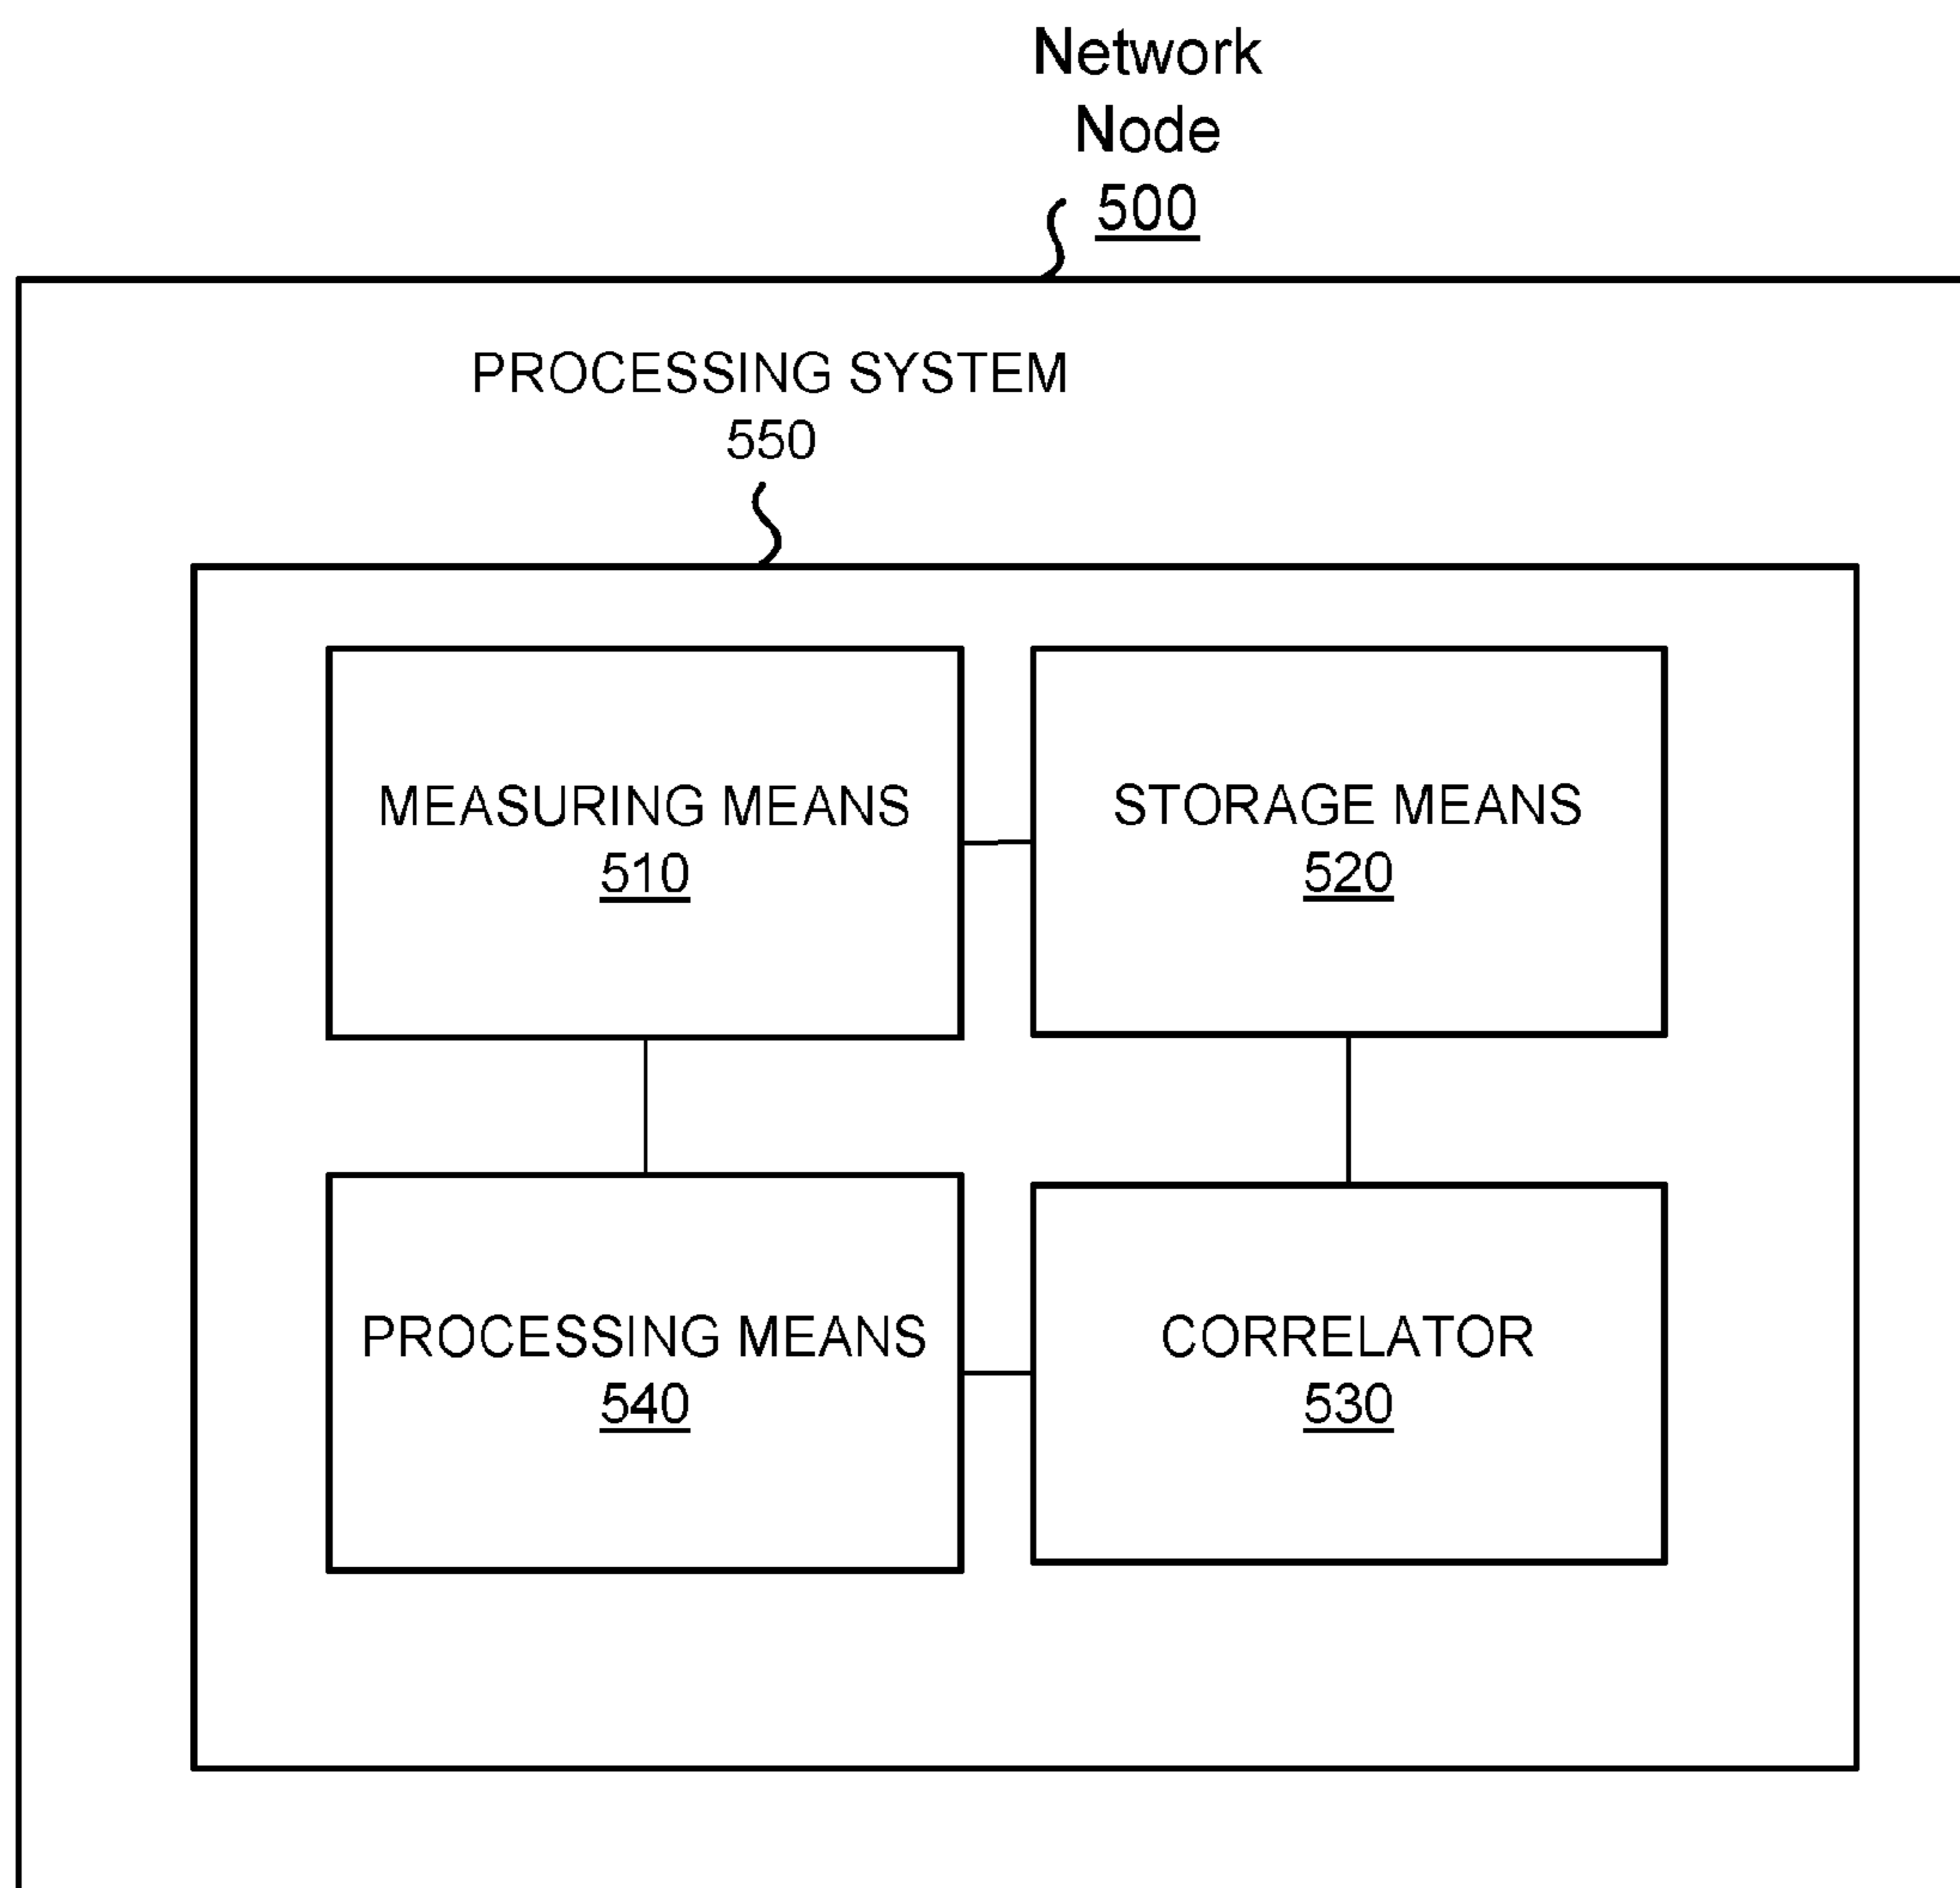 Network
Node
500
PROCESSING SYSTEM
550
MEASURING MEANS
510
STORAGE MEANS
520
PROCESSING MEANS
540
CORRELATOR
530